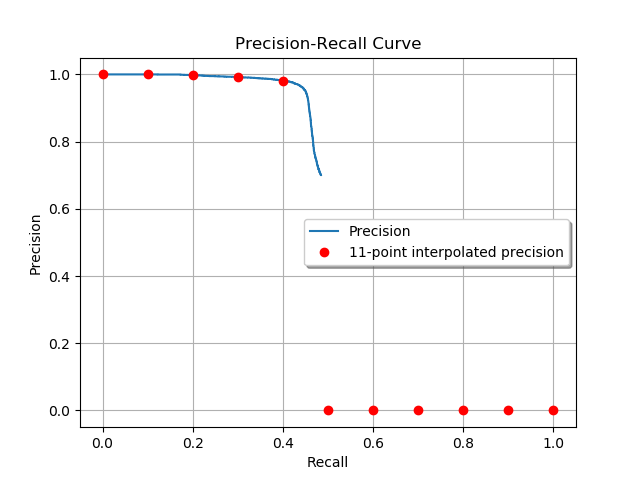 Precision-Recall Curve
1.0
0.8
0.6
0.4
0.2
0.0
Precision
Precision
11-point interpolated precision
0.0 0.2 0.4 0.6 0.8 1.0
Recall